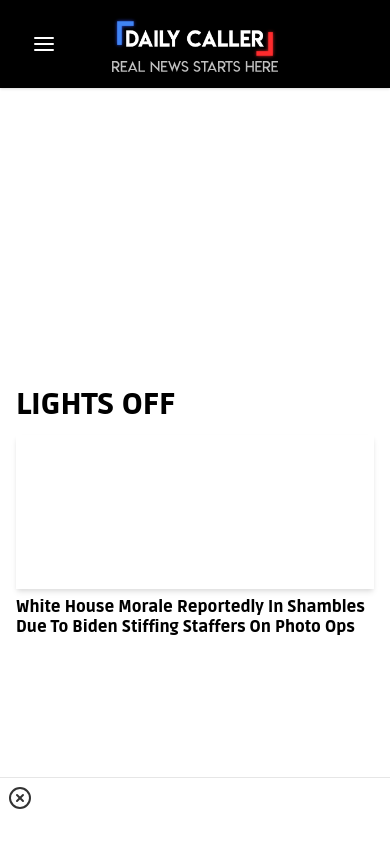 DAILY CALLER
REAL NEWS STARTS HERE
LIGHTS OFF
White House Morale Reportedly In Shambles
Due To Biden Stiffing Staffers On Photo Ops